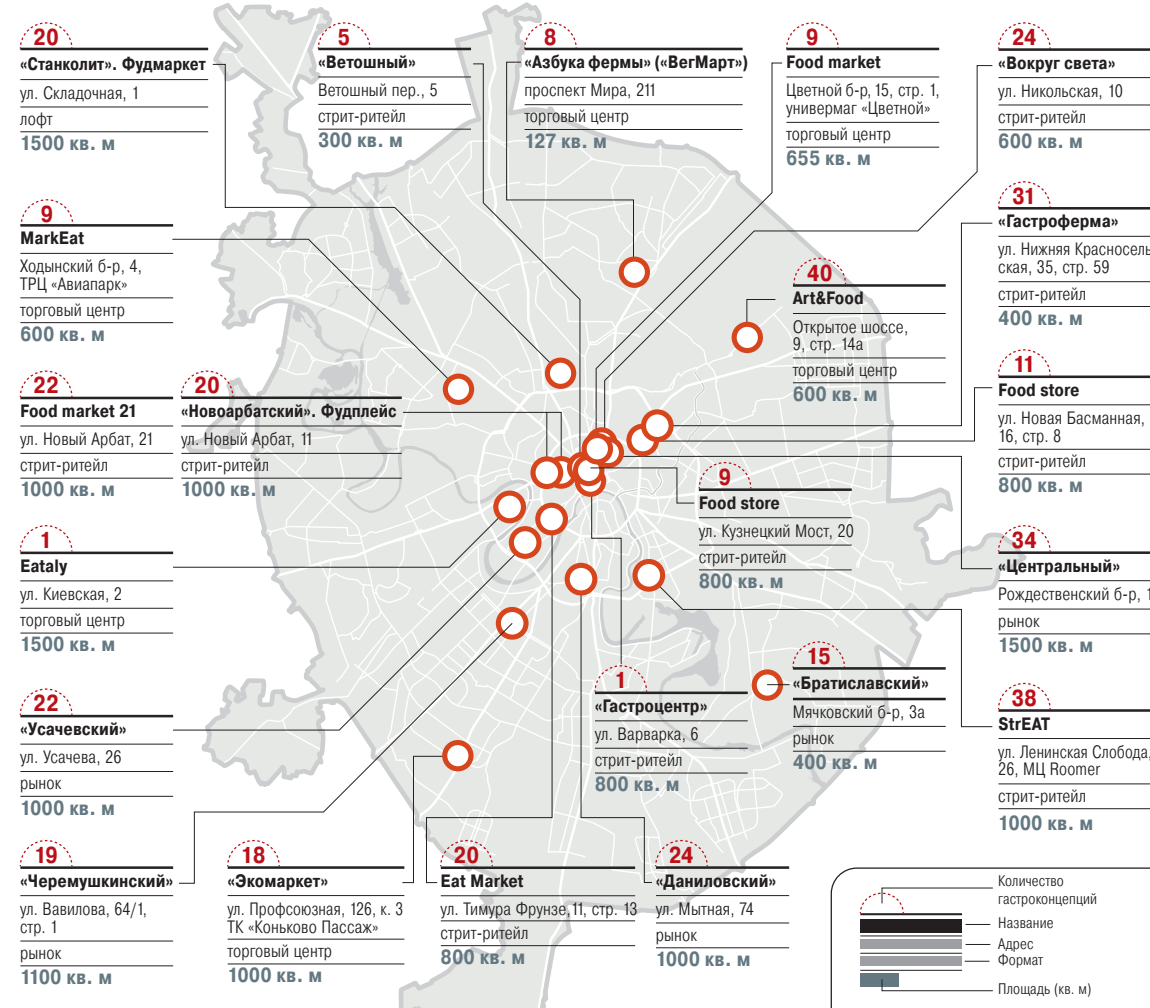 20
«Станколит». Фудмаркет
ул. Складочная, 1
лофт
1500 кв. м
5
«Ветошный»
Ветошный пер., 5
стрит-ритейл
300 кв. м
8
«Азбука фермы» («ВегМарт»)
проспект Мира, 211
торговый центр
127 кв. м
9
Food market
Цветной б-р, 15, стр. 1,
универмаг «Цветной»
торговый центр
655 кв. м
24
«Вокруг света»
ул. Никольская, 10
стрит-ритейл
600 кв. м
9
MarkEat
Ходынский б-р, 4,
ТРЦ «Авиапарк»
торговый центр
600 кв. м
31
«Гастроферма»
ул. Нижняя Красносель
ская, 35, стр. 59
стрит-ритейл
400 кв. м
40
Art&Food
Открытое шоссе,
9, стр. 14а
торговый центр
600 кв. м
22
Food market 21
ул. Новый Арбат, 21
стрит-ритейл
1000 кв. м
20
«Новоарбатский». Фудплейс
ул. Новый Арбат, 11
стрит-ритейл
1000 кв. м
11
Food store
ул. Новая Басманная,
16, стр. 8
стрит-ритейл
800 кв. м
9
Food store
ул. Кузнецкий Мост, 20
стрит-ритейл
800 кв. м
1
Eataly
ул. Киевская, 2
торговый центр
1500 кв. м
34
«Центральный»
Рождественский б-р, 1
рынок
1500 кв. м
22
«Усачевский»
ул. Усачева, 26
рынок
1000 кв. м
1
«Гастроцентр»
ул. Варварка, 6
стрит-ритейл
800 кв. м
15
«Братиславский»
Мячковский б-р, 3а
рынок
400 кв. м
38
StrEAT
ул. Ленинская Слобода,
26, МЦ Roomer
стрит-ритейл
1000 кв. м
19
«Черемушкинский»
ул. Вавилова, 64/1,
стр. 1
рынок
1100 кв. м
18
«Экомаркет»
ул. Профсоюзная, 126, к. 3
ТК «Коньково Пассаж»
торговый центр
1000 кв. м
20
Eat Market
ул. Тимура Фрунзе,11, стр. 13
стрит-ритейл
800 кв. м
24
«Даниловский»
ул. Мытная, 74
рынок
1000 кв. м
Количество
гастроконцепций
Название
Адрес
Формат
Площадь (кв. м)